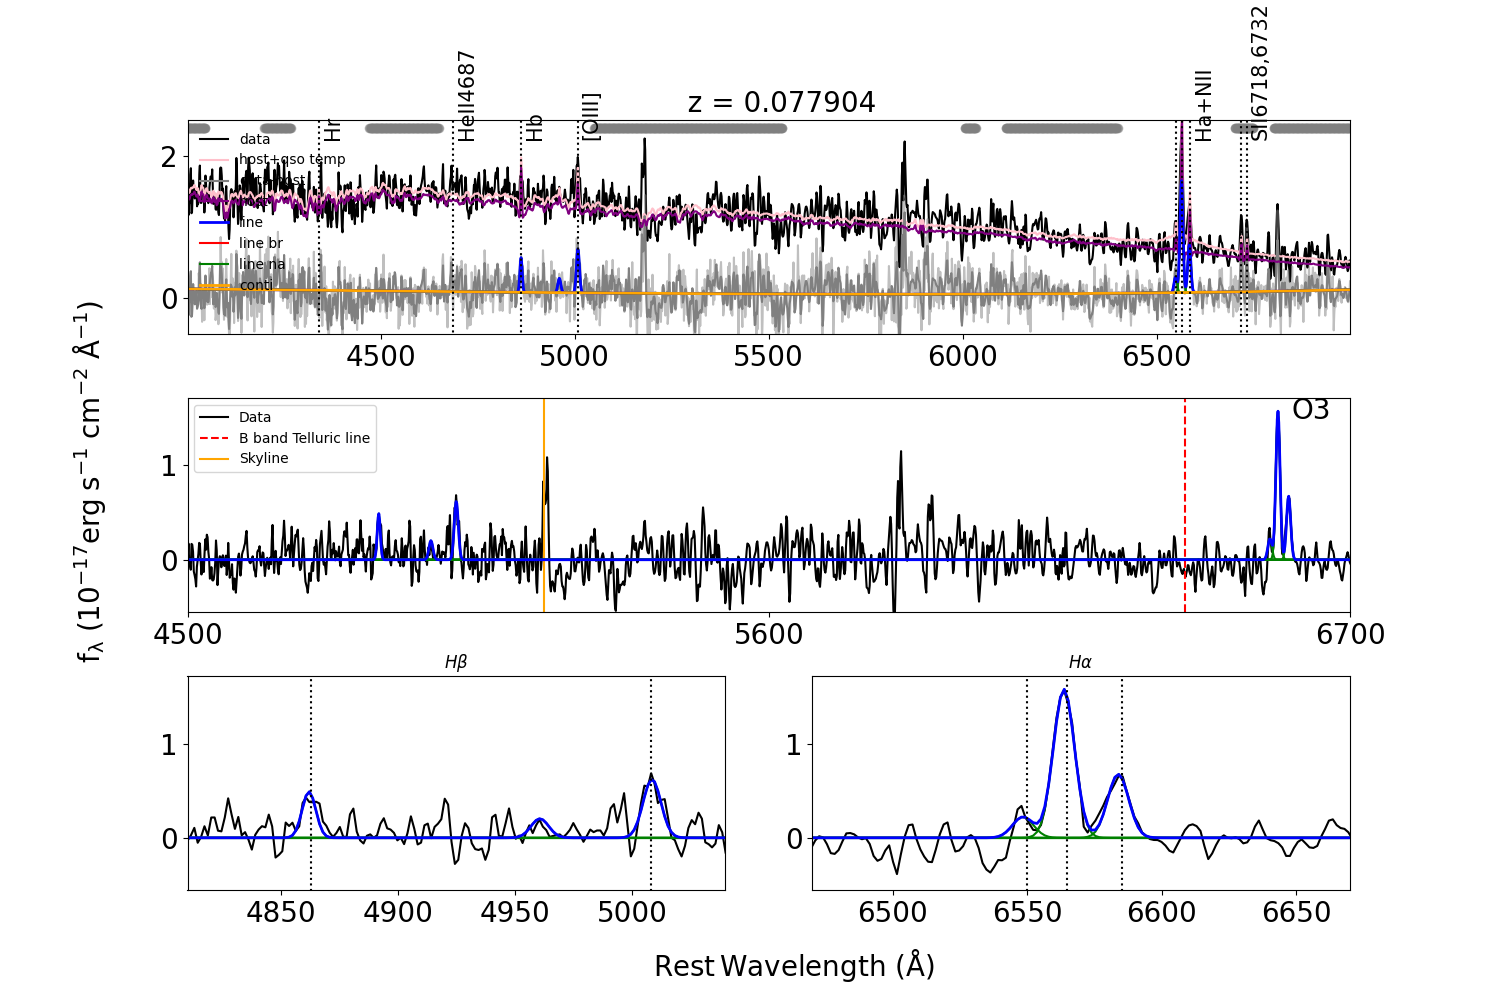 z = 0.077904
Hr
HeII4687
Hb
[OIII]
Ha+NII
SII6718,6732
data
host+qso temp
line
line br
line na
conti
2
0
4500 5000 5500 6000 6500
Data
B band Telluric line
Skyline
O3
1
0
4500 5600 6700
fλ (10⁻¹⁷erg s⁻¹ cm⁻² Å⁻¹)
Hβ
Hα
1
0
4850 4900 4950 5000
1
0
6500 6550 6600 6650
Rest Wavelength (Å)